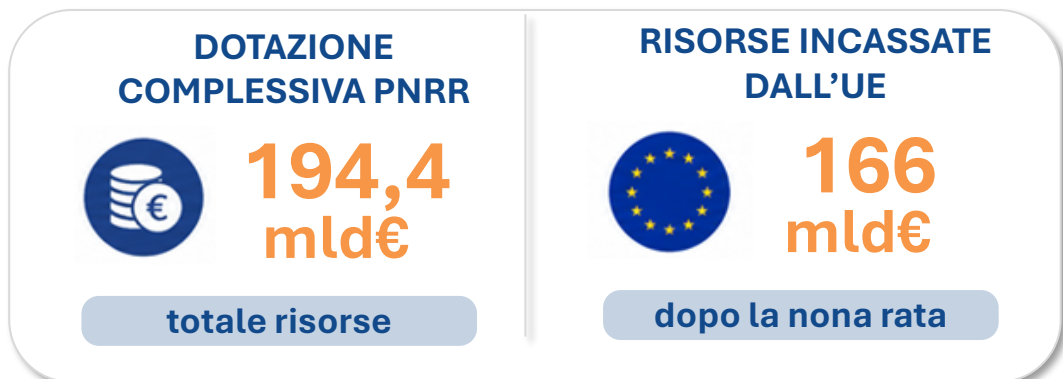 DOTAZIONE
COMPLESSIVA PNRR
194,4
mld€
totale risorse
RISORSE INCASSATE
DALL’UE
166
mld€
dopo la nona rata